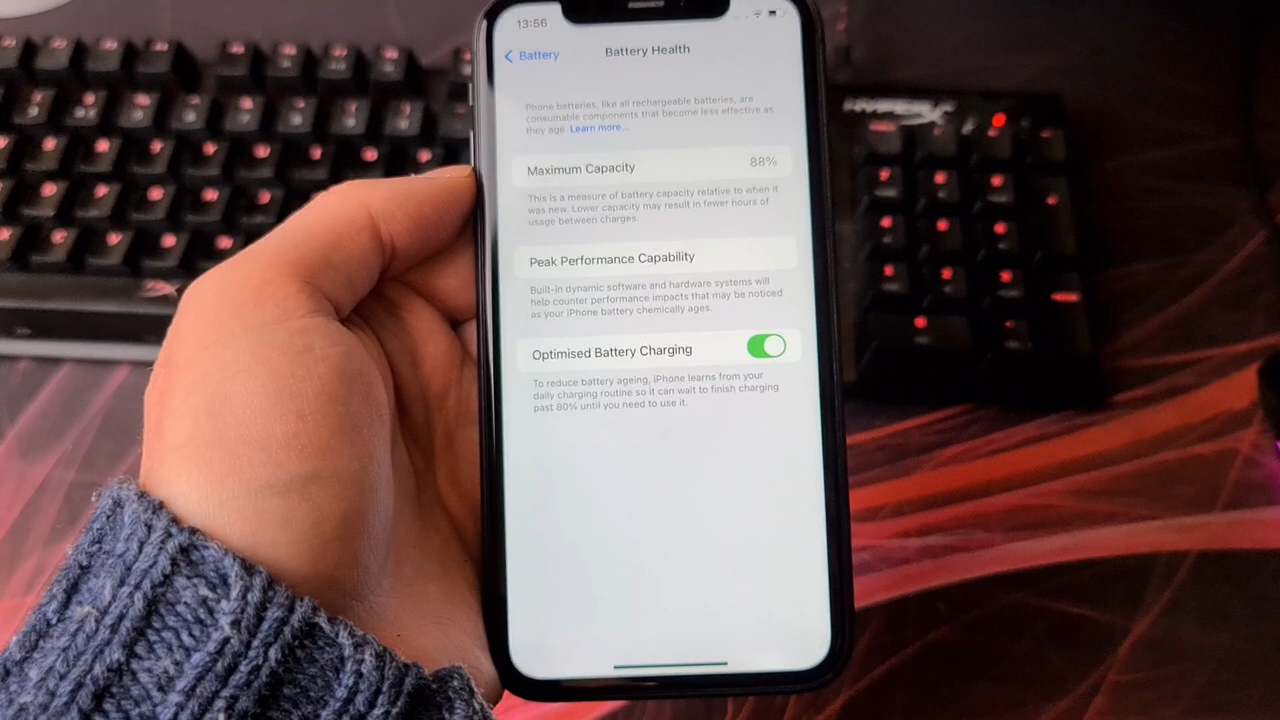 13:56
Battery
Battery Health
Phone batteries, like all rechargeable batteries, are
consumable components that become less effective as
they age. Learn more...
Maximum Capacity 88%
This is a measure of battery capacity relative to when it
was new. Lower capacity may result in fewer hours of
usage between charges.
Peak Performance Capability
Built-in dynamic software and hardware systems will
help counter performance impacts that may be noticed
as your iPhone battery chemically ages.
Optimised Battery Charging
To reduce battery ageing, iPhone learns from your
daily charging routine so it can wait to finish charging
past 80% until you need to use it.
HYPERX